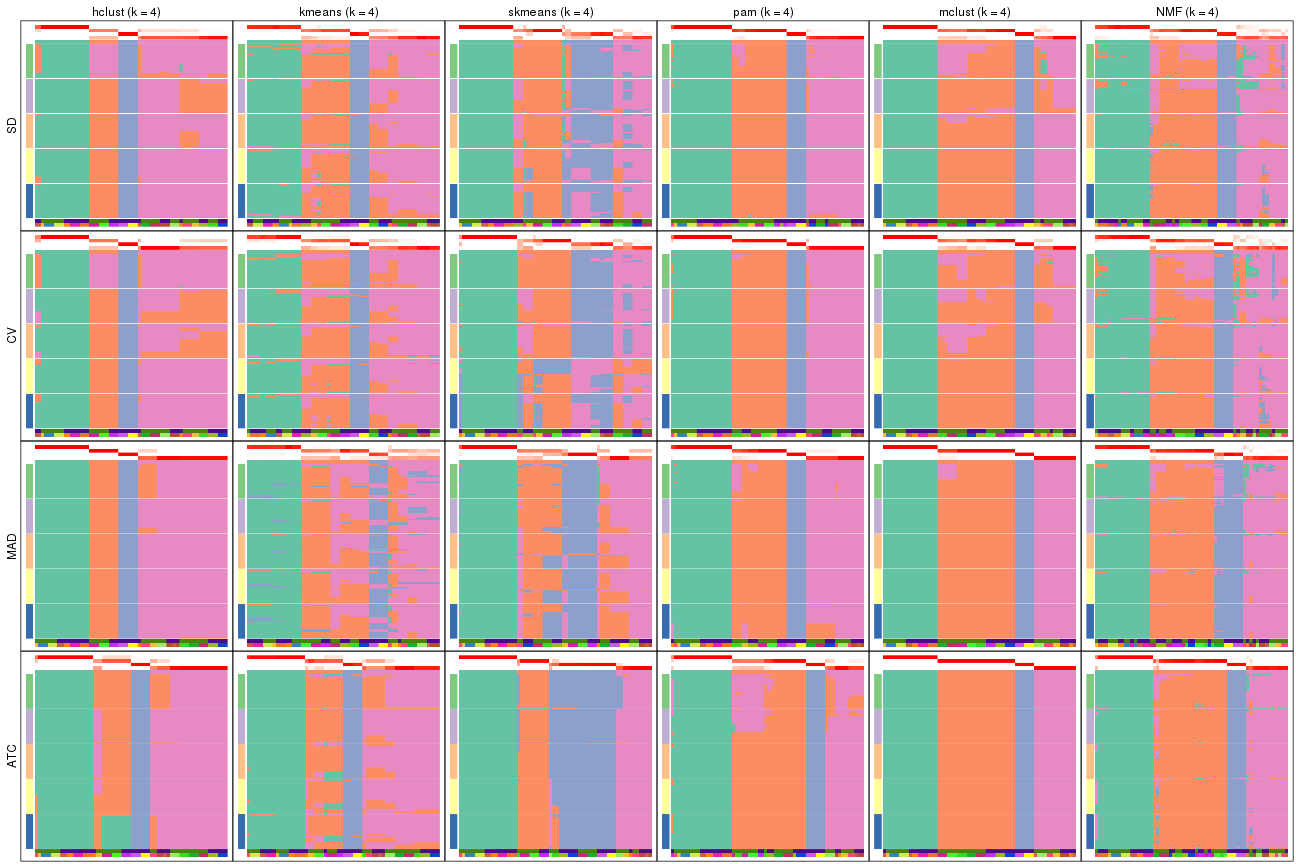 hclust (k = 4) kmeans (k = 4) skmeans (k = 4) pam (k = 4) mclust (k = 4) NMF (k = 4)
SD
CV
MAD
ATC